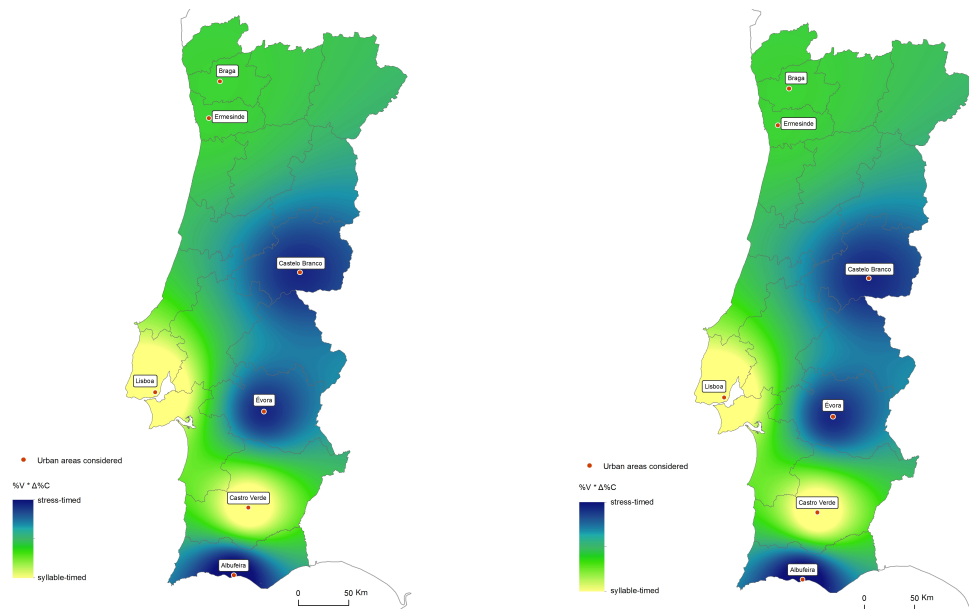 Braga
Ermesinde
Castelo Branco
Lisboa
Évora
Urban areas considered
%V * Δ%C
stress-timed
Castro Verde
syllable-timed
Albufeira
0 50 Km
Braga
Ermesinde
Castelo Branco
Lisboa
Évora
Urban areas considered
%V * Δ%C
stress-timed
Castro Verde
syllable-timed
Albufeira
0 50 Km